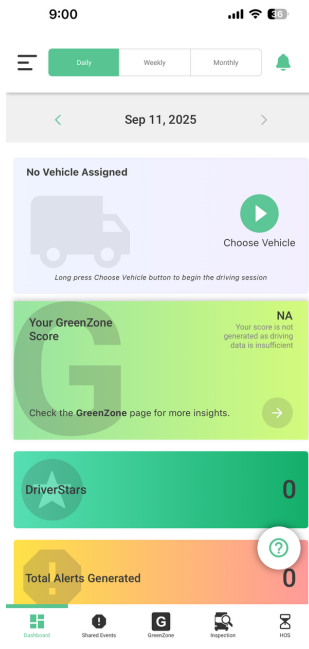 9:00
36
Daily
Weekly
Monthly
Sep 11, 2025
No Vehicle Assigned
Choose Vehicle
Long press Choose Vehicle button to begin the driving session
G
Your GreenZone
Score
NA
Your score is not
generated as driving
data is insufficient
Check the GreenZone page for more insights.
DriverStars
0
Total Alerts Generated
0
Dashboard
Shared Events
G
GreenZone
Inspection
HOS